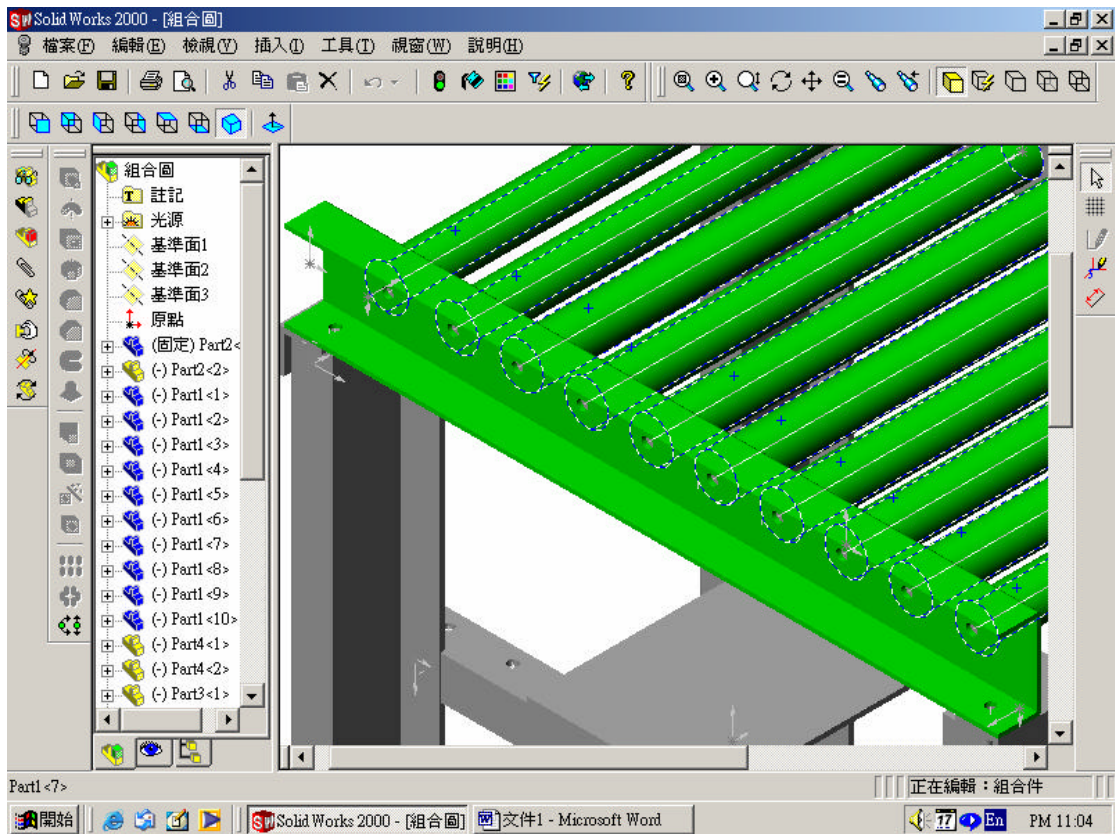 SolidWorks 2000 - [組合圖]
檔案(F) 編輯(E) 檢視(V) 插入(I) 工具(T) 視窗(W) 說明(H)
組合圖
註記
光源
基準面1
基準面2
基準面3
原點
(固定) Part2<
(-) Part2<2>
(-) Part1<1>
(-) Part1<2>
(-) Part1<3>
(-) Part1<4>
(-) Part1<5>
(-) Part1<6>
(-) Part1<7>
(-) Part1<8>
(-) Part1<9>
(-) Part1<10>
(-) Part4<1>
(-) Part4<2>
(-) Part3<1>
Part1<7>
正在編輯：組合件
開始
SolidWorks 2000 - [組合圖]
文件1 - Microsoft Word
17
En
PM 11:04